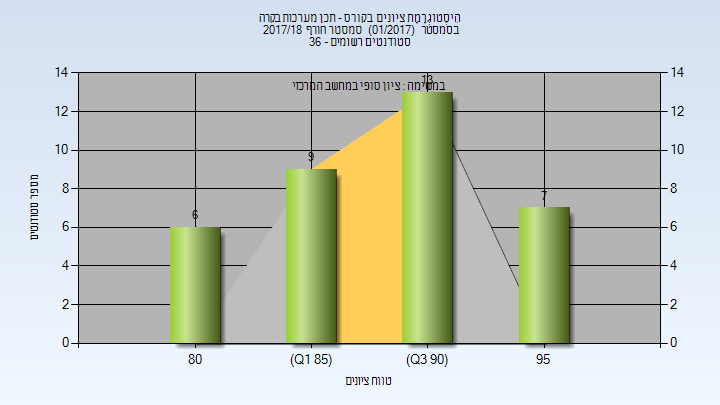 היסטוגרמת ציונים בקורס - תכן מערכות בקרה
בסמסטר (01/2017) סמסטר חורף 2017/18
סטודנטים רשומים - 36
במשימה : ציון סופי במחשב המרכזי
מספר סטודנטים
14 14
12 12
10 10
8 8
6 6
4 4
2 2
0 0
6 9 13 7
80 (Q1 85) (Q3 90) 95
טווח ציונים